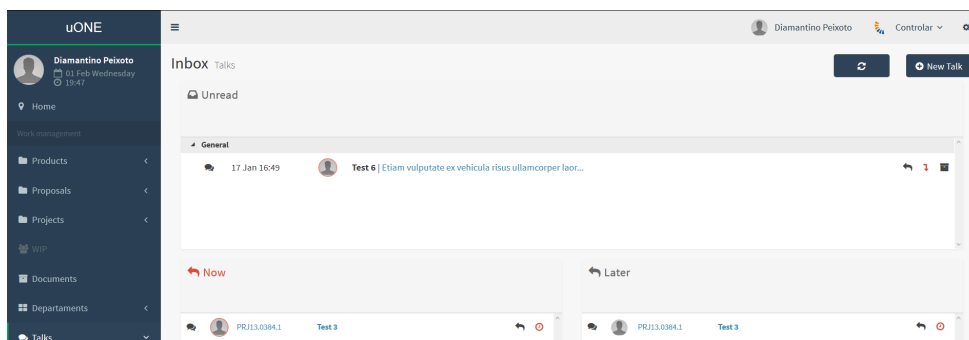 uONE
Diamantino Peixoto
Controlar
Diamantino Peixoto
01 Feb Wednesday
19:47
Home
Work management
Products
Proposals
Projects
WIP
Documents
Departaments
Talks
Inbox Talks
New Talk
Unread
General
17 Jan 16:49 Test 6 | Etiam vulputate ex vehicula risus ullamcorper laor...
Now
PRJ13.0384.1 Test 3
Later
PRJ13.0384.1 Test 3